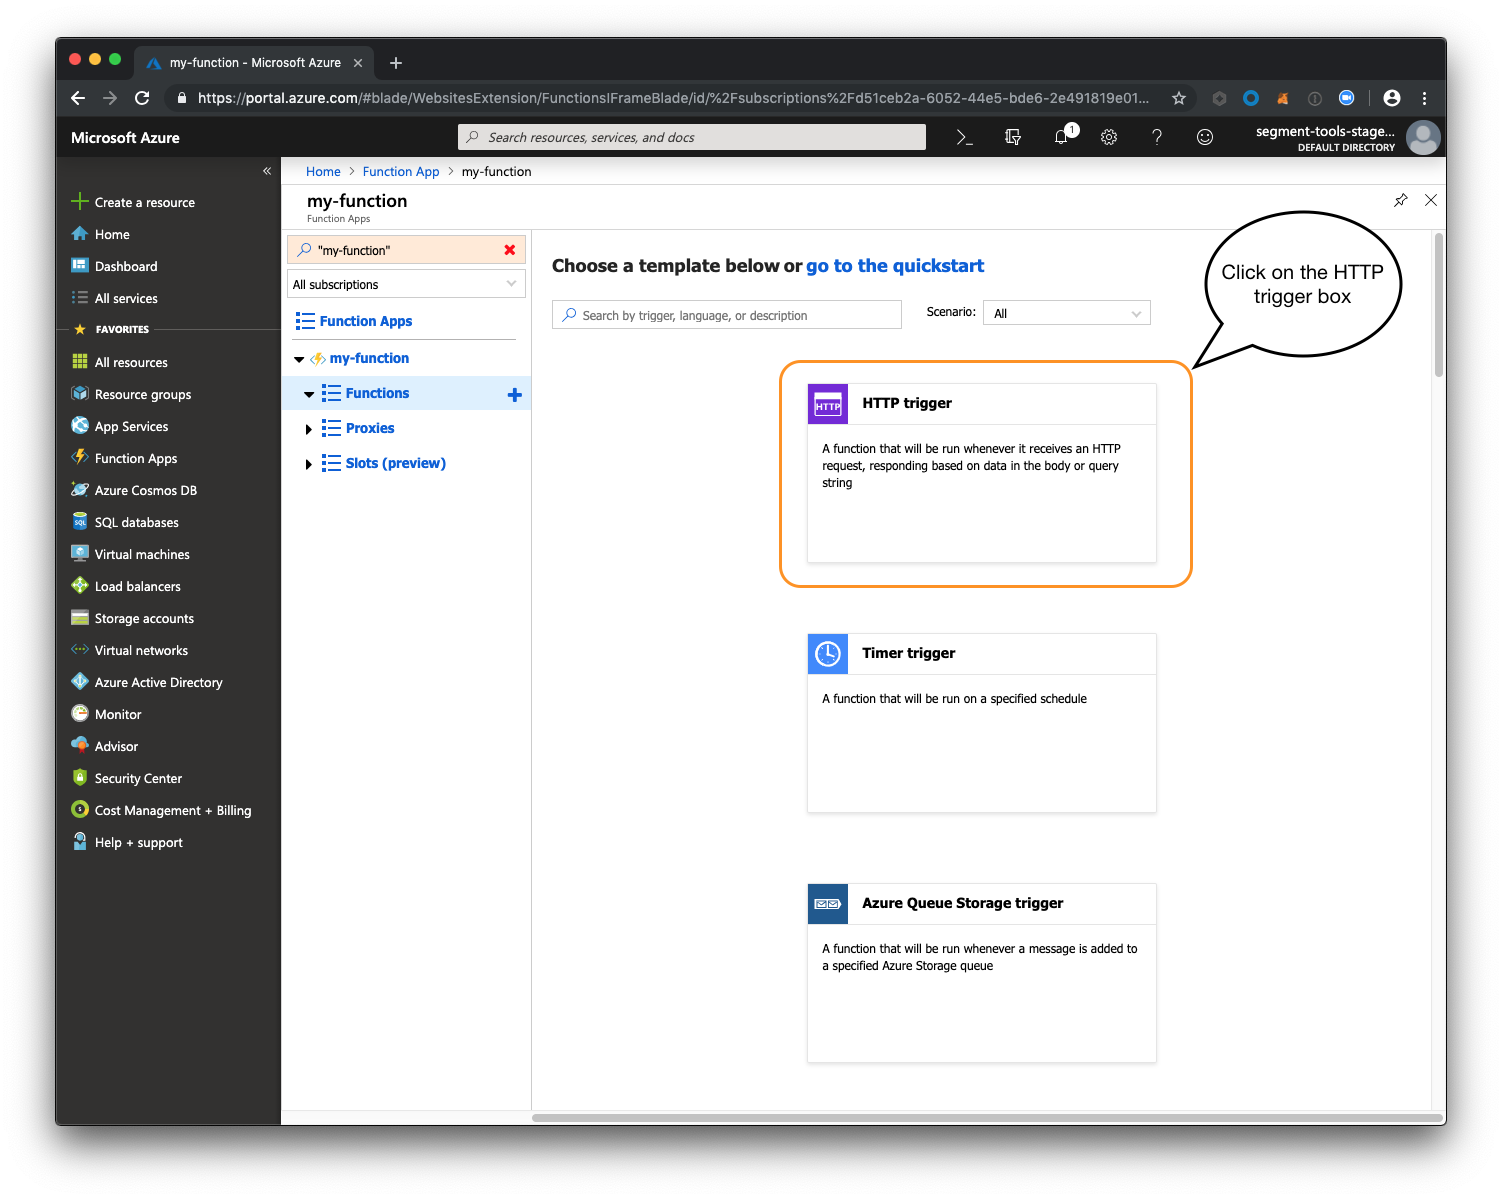 my-function - Microsoft Azure
https://portal.azure.com/#blade/WebsitesExtension/FunctionsIFrameBlade/id/%2Fsubscriptions%2Fd51ceb2a-6052-44e5-bde6-2e491819e01...
Microsoft Azure
Search resources, services, and docs
1
segment-tools-stage...
DEFAULT DIRECTORY
Create a resource
Home
Dashboard
All services
FAVORITES
All resources
Resource groups
App Services
Function Apps
Azure Cosmos DB
SQL
SQL databases
Virtual machines
Load balancers
Storage accounts
Virtual networks
Azure Active Directory
Monitor
Advisor
Security Center
Cost Management + Billing
Help + support
Home > Function App > my-function
my-function
Function Apps
"my-function"
All subscriptions
Function Apps
my-function
Functions
Proxies
Slots (preview)
Choose a template below or go to the quickstart
Search by trigger, language, or description
Scenario: All
Click on the HTTP
trigger box
HTTP
HTTP trigger
A function that will be run whenever it receives an HTTP
request, responding based on data in the body or query
string
Timer trigger
A function that will be run on a specified schedule
Azure Queue Storage trigger
A function that will be run whenever a message is added to
a specified Azure Storage queue